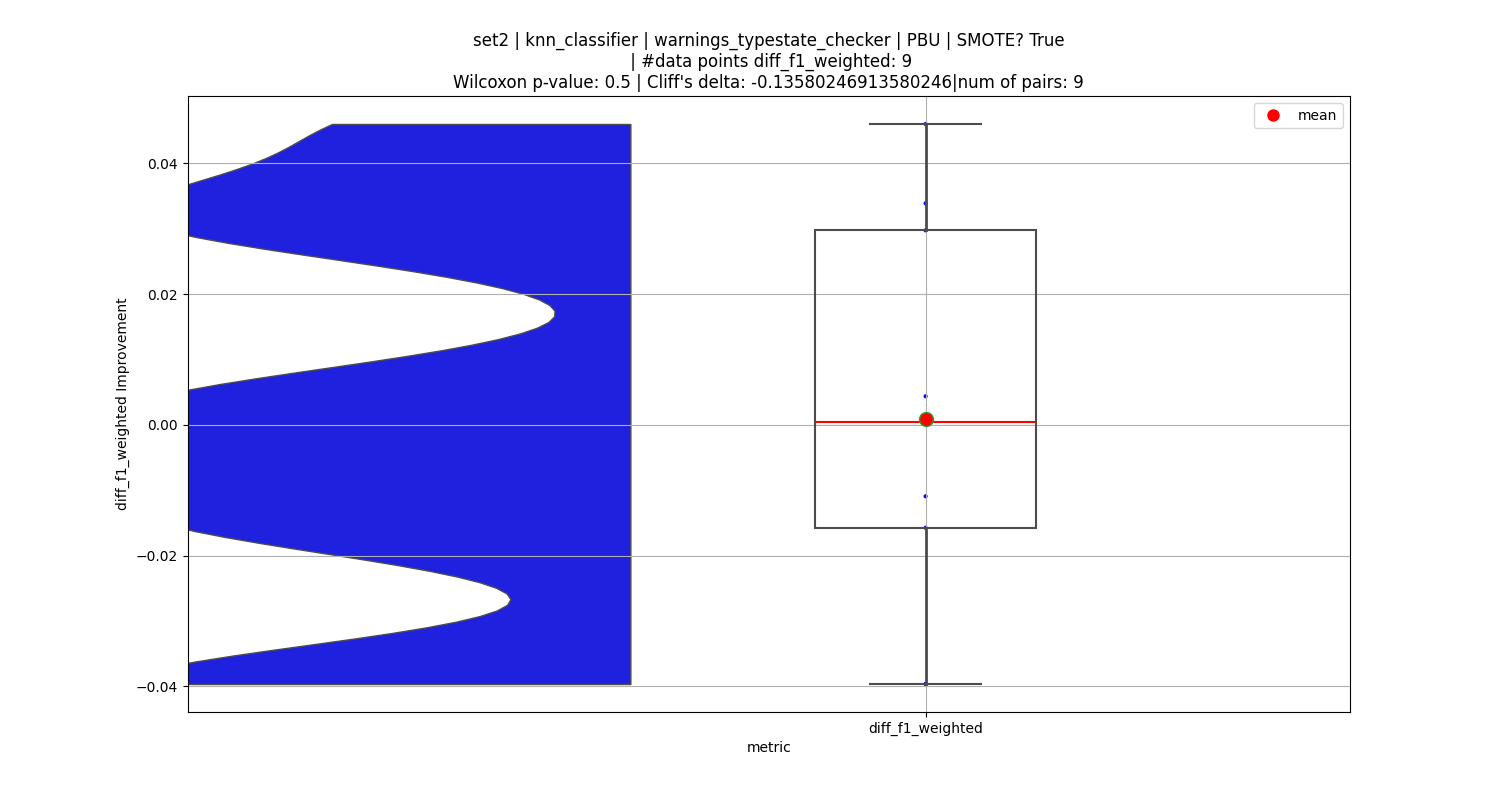 set2 | knn_classifier | warnings_typestate_checker | PBU | SMOTE? True
| #data points diff_f1_weighted: 9
Wilcoxon p-value: 0.5 | Cliff's delta: -0.13580246913580246|num of pairs: 9
mean
0.04
0.02
0.00
−0.02
−0.04
diff_f1_weighted Improvement
diff_f1_weighted
metric